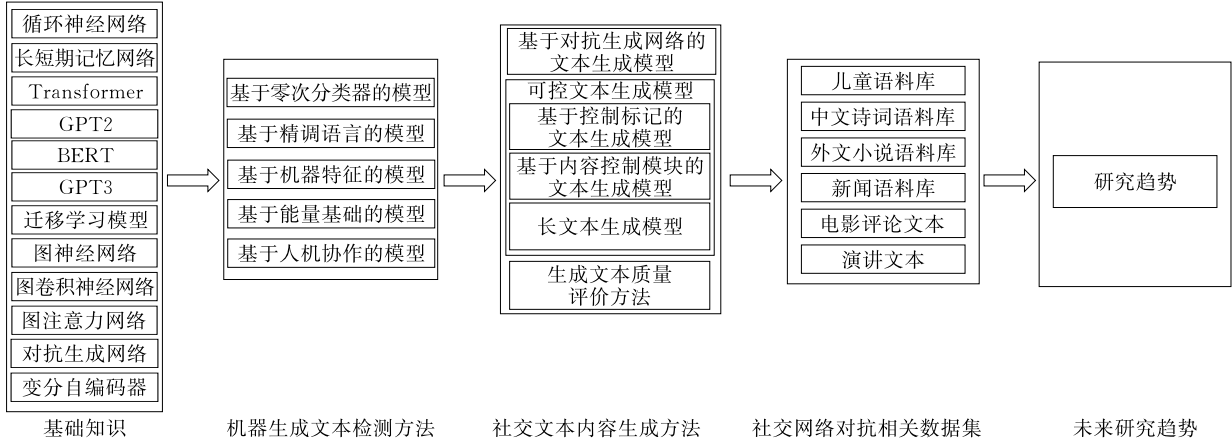 循环神经网络
长短期记忆网络
Transformer
GPT2
BERT
GPT3
迁移学习模型
图神经网络
图卷积神经网络
图注意力网络
对抗生成网络
变分自编码器
基础知识
基于零次分类器的模型
基于精调语言的模型
基于机器特征的模型
基于能量基础的模型
基于人机协作的模型
机器生成文本检测方法
基于对抗生成网络的
文本生成模型
可控文本生成模型
基于控制标记的
文本生成模型
基于内容控制模块的
文本生成模型
长文本生成模型
生成文本质量
评价方法
社交文本内容生成方法
儿童语料库
中文诗词语料库
外文小说语料库
新闻语料库
电影评论文本
演讲文本
社交网络对抗相关数据集
研究趋势
未来研究趋势